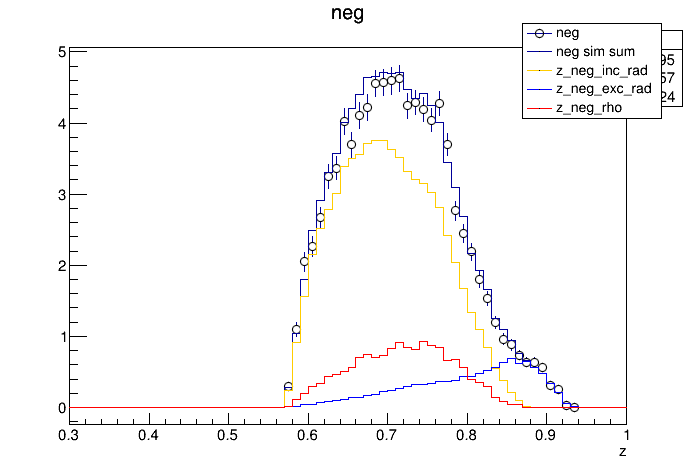 neg
neg
neg sim sum
z_neg_inc_rad
z_neg_exc_rad
z_neg_rho
95
57
24
5
4
3
2
1
0
0.3 0.4 0.5 0.6 0.7 0.8 0.9 1
z